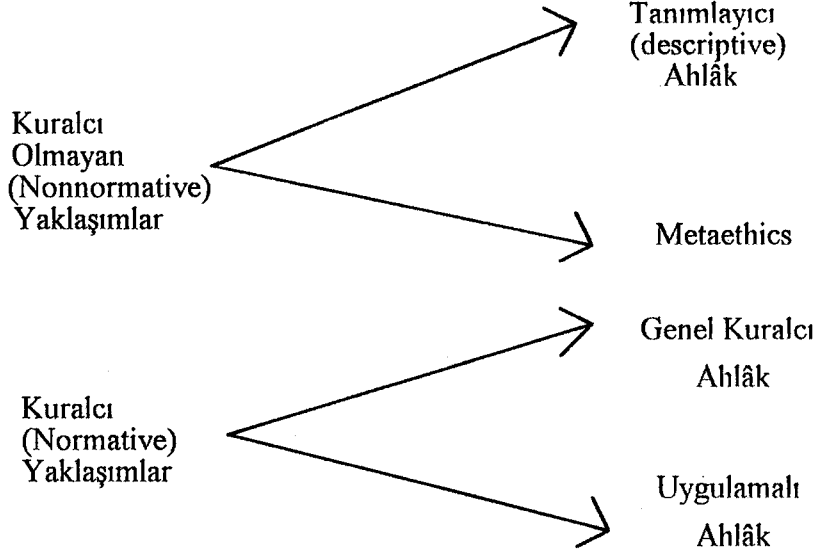 Tanımlayıcı
(descriptive)
Ahlâk
Kuralcı
Olmayan
(Nonnormative)
Yaklaşımlar
Metaethics
Genel Kuralcı
Ahlâk
Kuralcı
(Normative)
Yaklaşımlar
Uygulamalı
Ahlâk